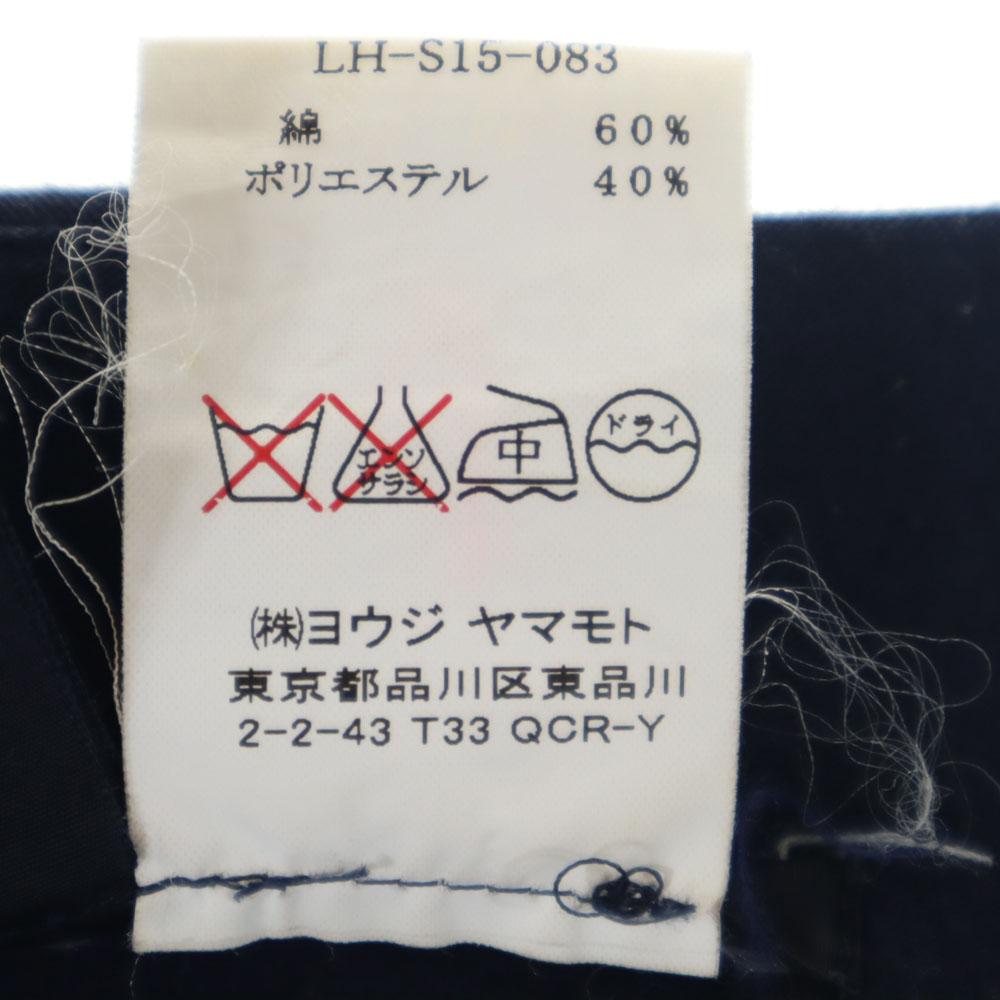 LH-S15-083
綿 60%
ポリエステル 40%
エンソ
サラシ
中
ドライ
㈱ヨウジ ヤマモト
東京都品川区東品川
2-2-43 T33 QCR-Y